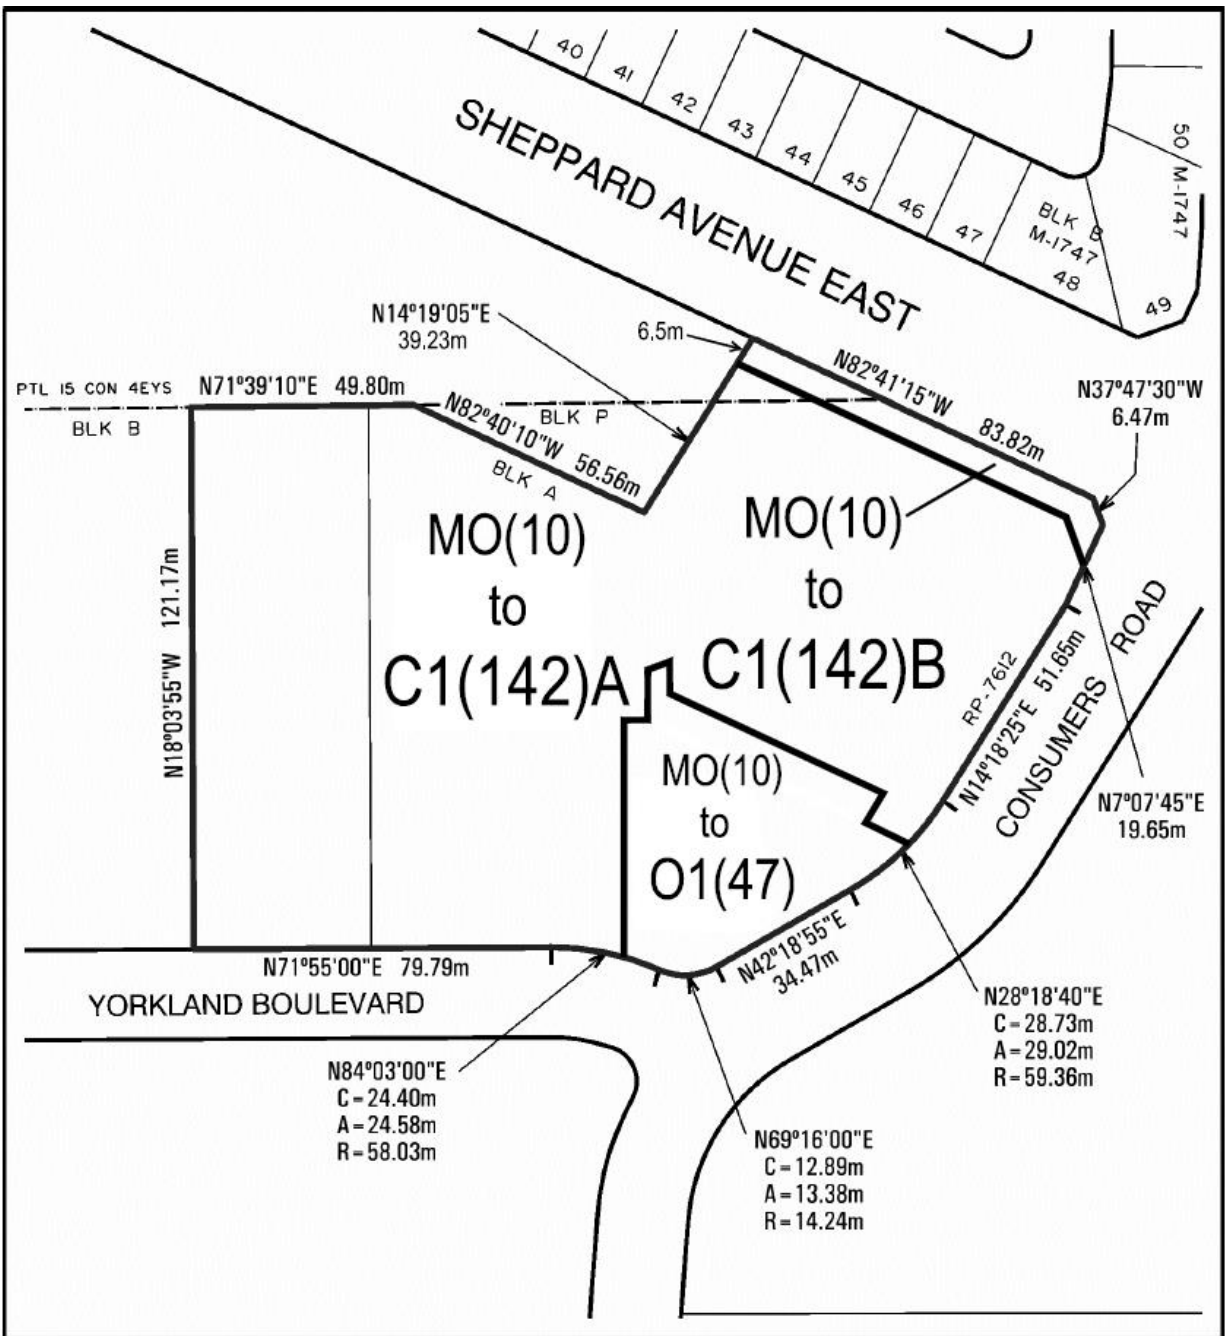 40
41
42
43
44
45
46
47
BLK B
M-1747
48
49
50 M-1747
SHEPPARD AVENUE EAST
N14°19'05"E
39.23m
6.5m
N82°41'15"W 83.82m
N37°47'30"W
6.47m
PTL 15 CON 4EYS
BLK B
N71°39'10"E 49.80m
N82°40'10"W 56.56m
BLK P
BLK A
MO(10)
to
C1(142)A
MO(10)
to
C1(142)B
N18°03'55"W 121.17m
RP-7612
N14°18'25"E 51.65m
CONSUMERS ROAD
MO(10)
to
O1(47)
N7°07'45"E
19.65m
N42°18'55"E
34.47m
N71°55'00"E 79.79m
YORKLAND BOULEVARD
N28°18'40"E
C=28.73m
A=29.02m
R=59.36m
N84°03'00"E
C=24.40m
A=24.58m
R=58.03m
N69°16'00"E
C=12.89m
A=13.38m
R=14.24m